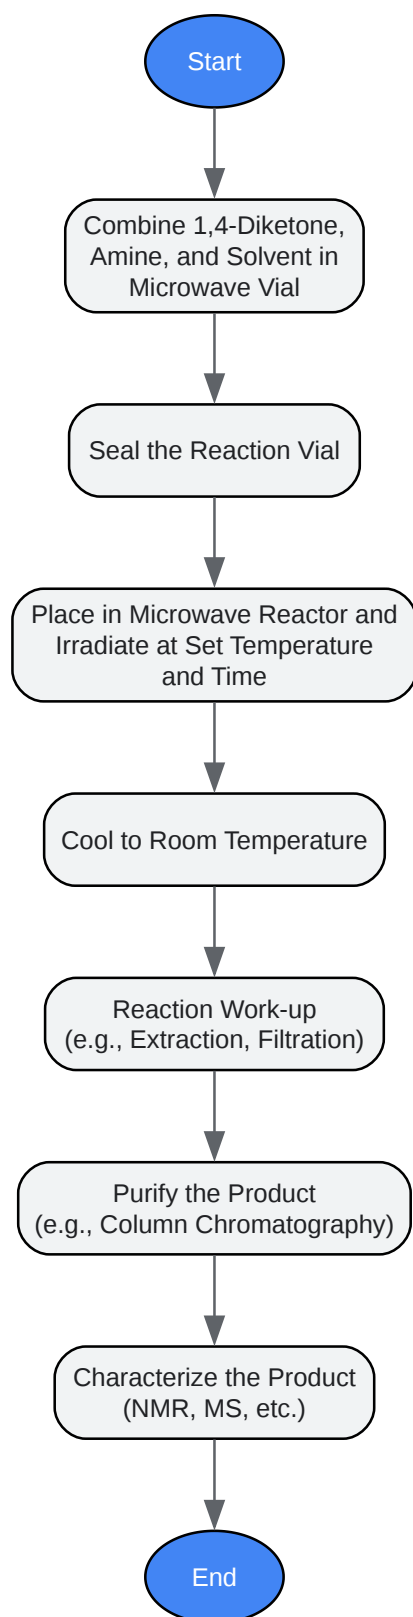 Start
Combine 1,4-Diketone,
Amine, and Solvent in
Microwave Vial
Seal the Reaction Vial
Place in Microwave Reactor and
Irradiate at Set Temperature
and Time
Cool to Room Temperature
Reaction Work-up
(e.g., Extraction, Filtration)
Purify the Product
(e.g., Column Chromatography)
Characterize the Product
(NMR, MS, etc.)
End